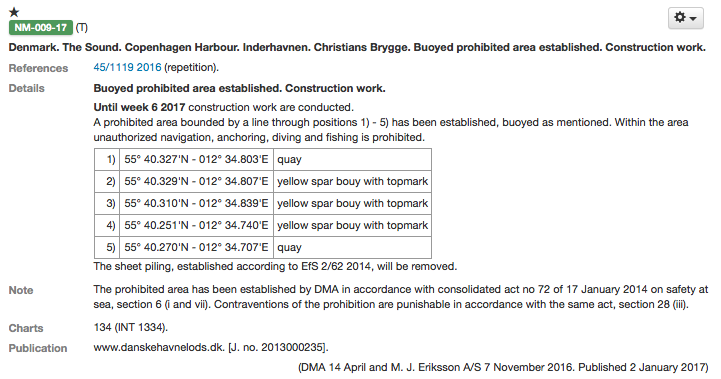 NM-009-17 (T)
Denmark. The Sound. Copenhagen Harbour. Inderhavnen. Christians Brygge. Buoyed prohibited area established. Construction work.
References 45/1119 2016 (repetition).
Details Buoyed prohibited area established. Construction work.
Until week 6 2017 construction work are conducted.
A prohibited area bounded by a line through positions 1) - 5) has been established, buoyed as mentioned. Within the area
unauthorized navigation, anchoring, diving and fishing is prohibited.
1) 55° 40.327'N - 012° 34.803'E quay
2) 55° 40.329'N - 012° 34.807'E yellow spar bouy with topmark
3) 55° 40.310'N - 012° 34.839'E yellow spar bouy with topmark
4) 55° 40.251'N - 012° 34.740'E yellow spar bouy with topmark
5) 55° 40.270'N - 012° 34.707'E quay
The sheet piling, established according to EfS 2/62 2014, will be removed.
Note The prohibited area has been established by DMA in accordance with consolidated act no 72 of 17 January 2014 on safety at
sea, section 6 (i and vii). Contraventions of the prohibition are punishable in accordance with the same act, section 28 (iii).
Charts 134 (INT 1334).
Publication www.danskehavnelods.dk. [J. no. 2013000235].
(DMA 14 April and M. J. Eriksson A/S 7 November 2016. Published 2 January 2017)